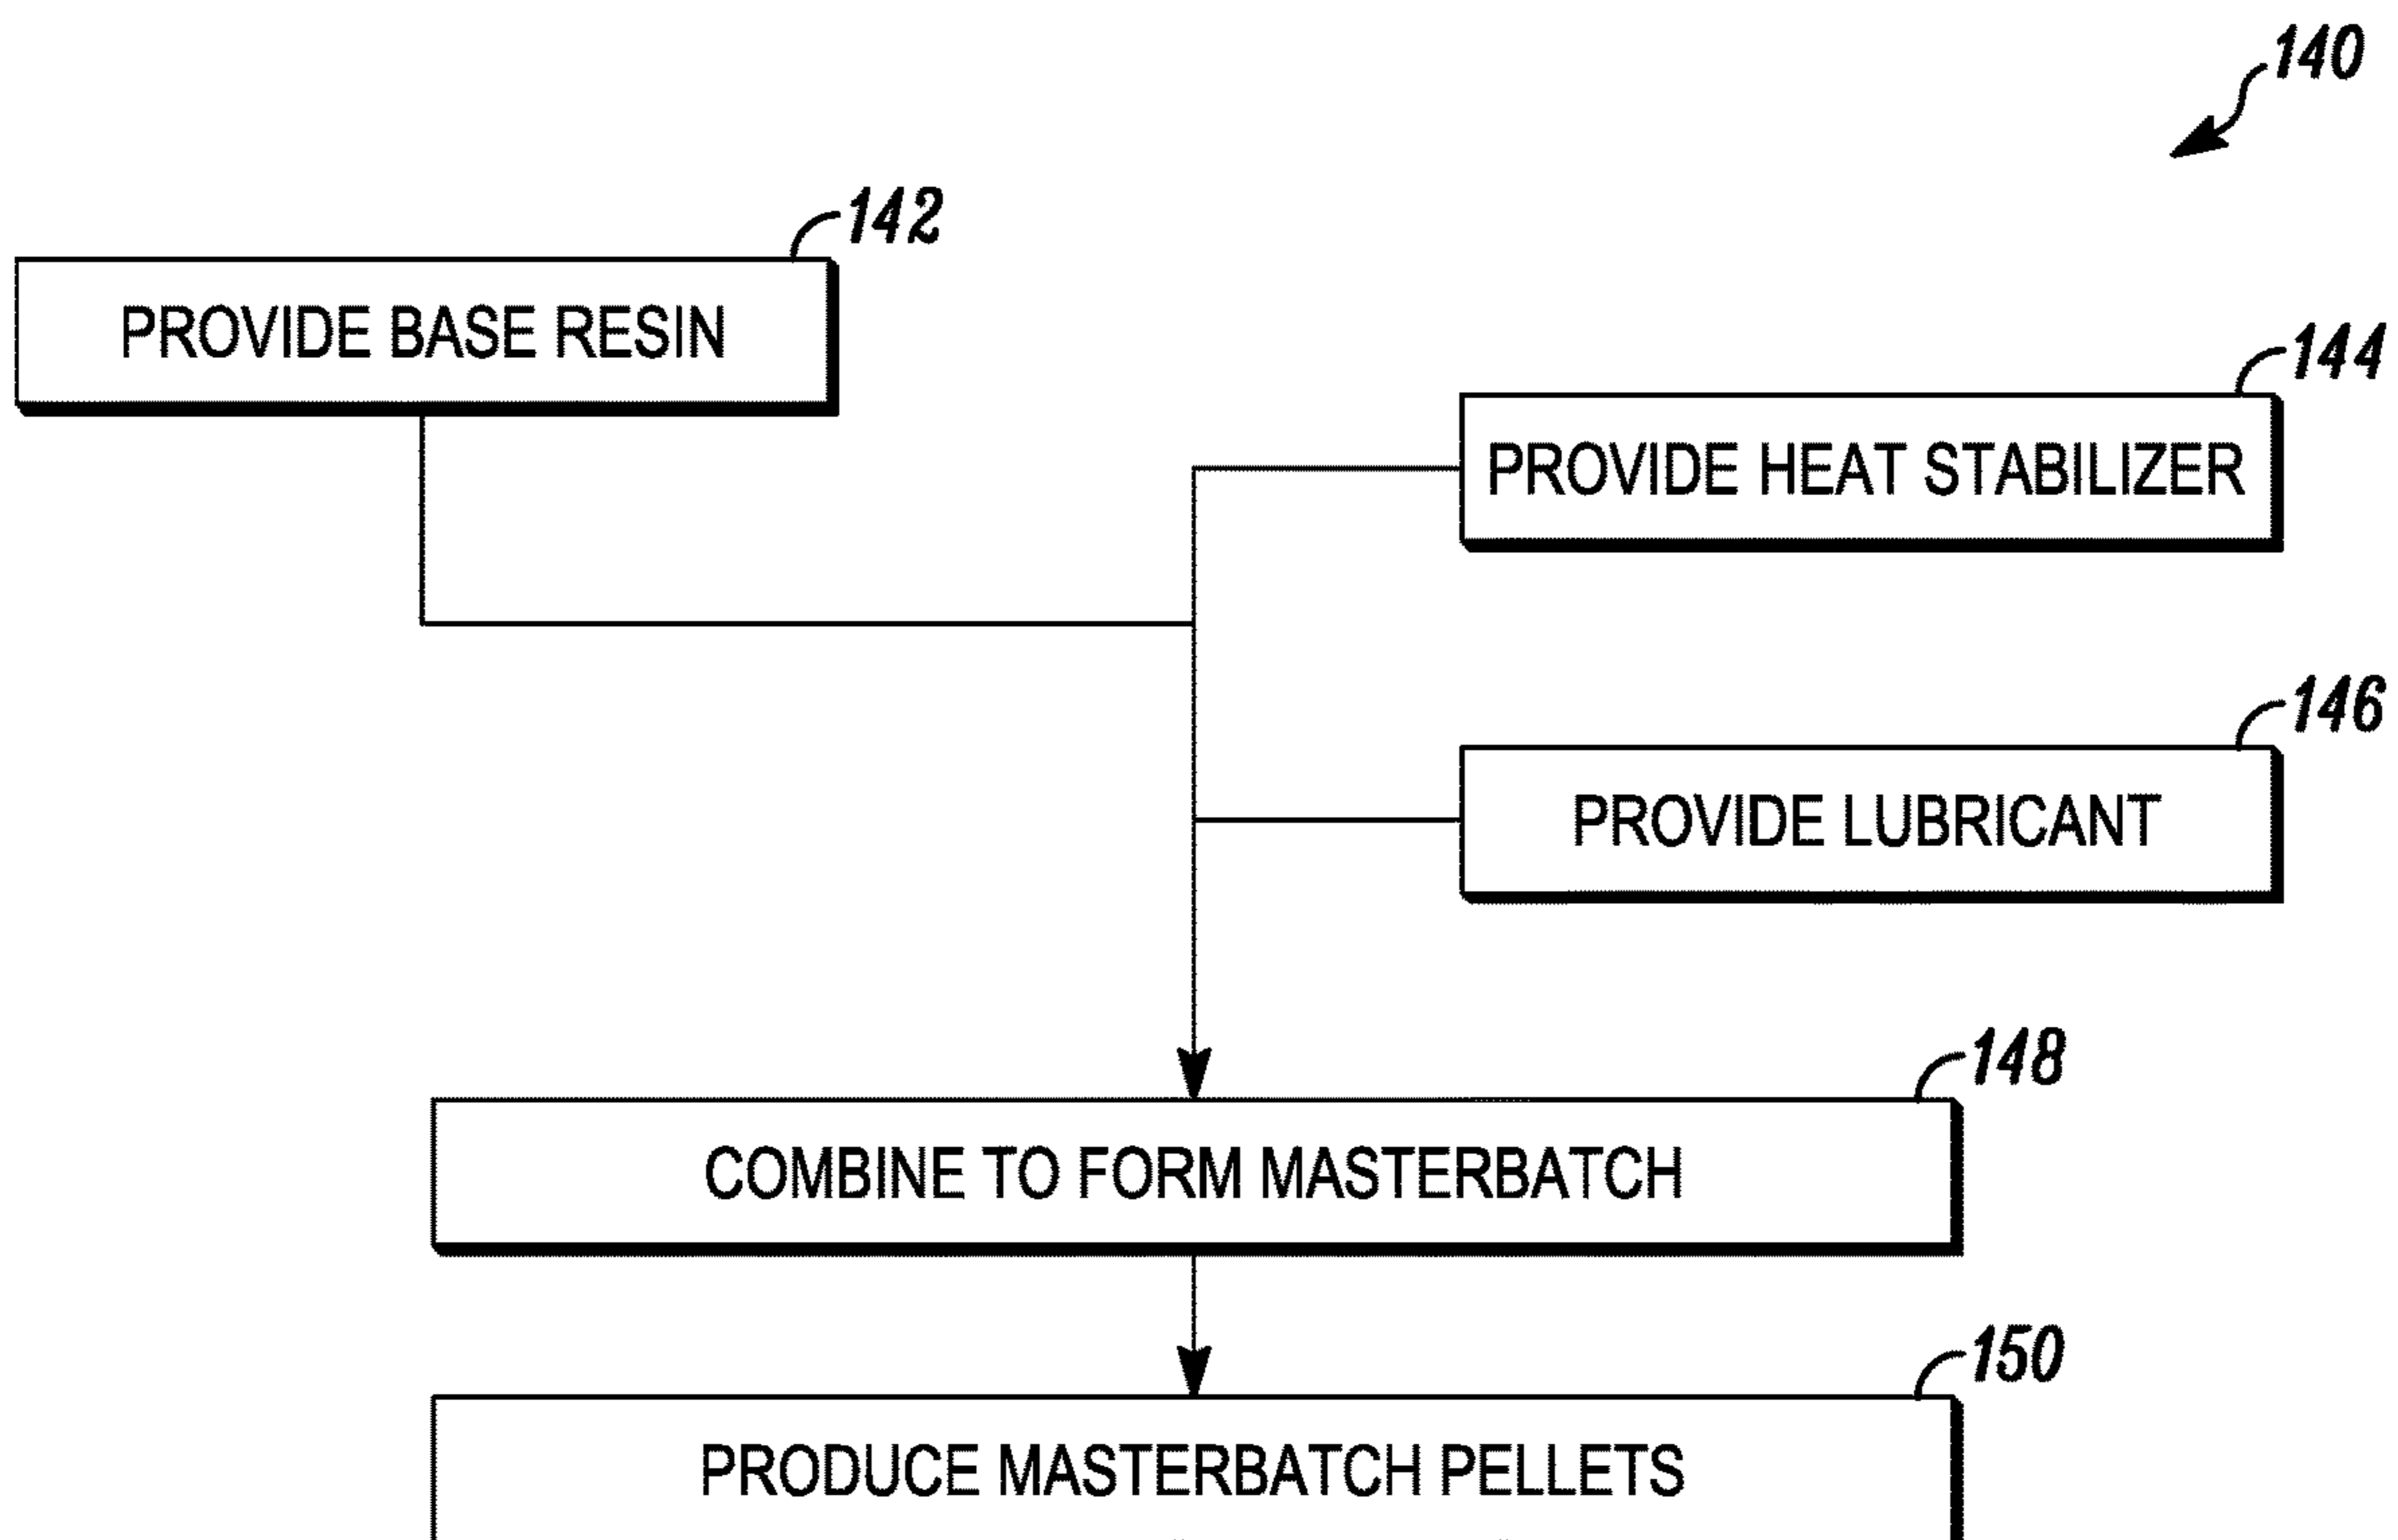 140
142
PROVIDE BASE RESIN
144
PROVIDE HEAT STABILIZER
146
PROVIDE LUBRICANT
148
COMBINE TO FORM MASTERBATCH
150
PRODUCE MASTERBATCH PELLETS